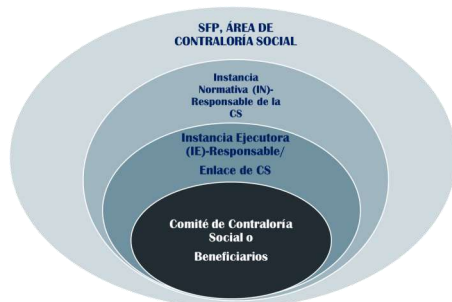 SFP, ÁREA DE
CONTRALORÍA SOCIAL
Instancia
Normativa (IN)-
Responsable de la
CS
Instancia Ejecutora
(IE)-Responsable/
Enlace de CS
Comité de Contraloría
Social o
Beneficiarios